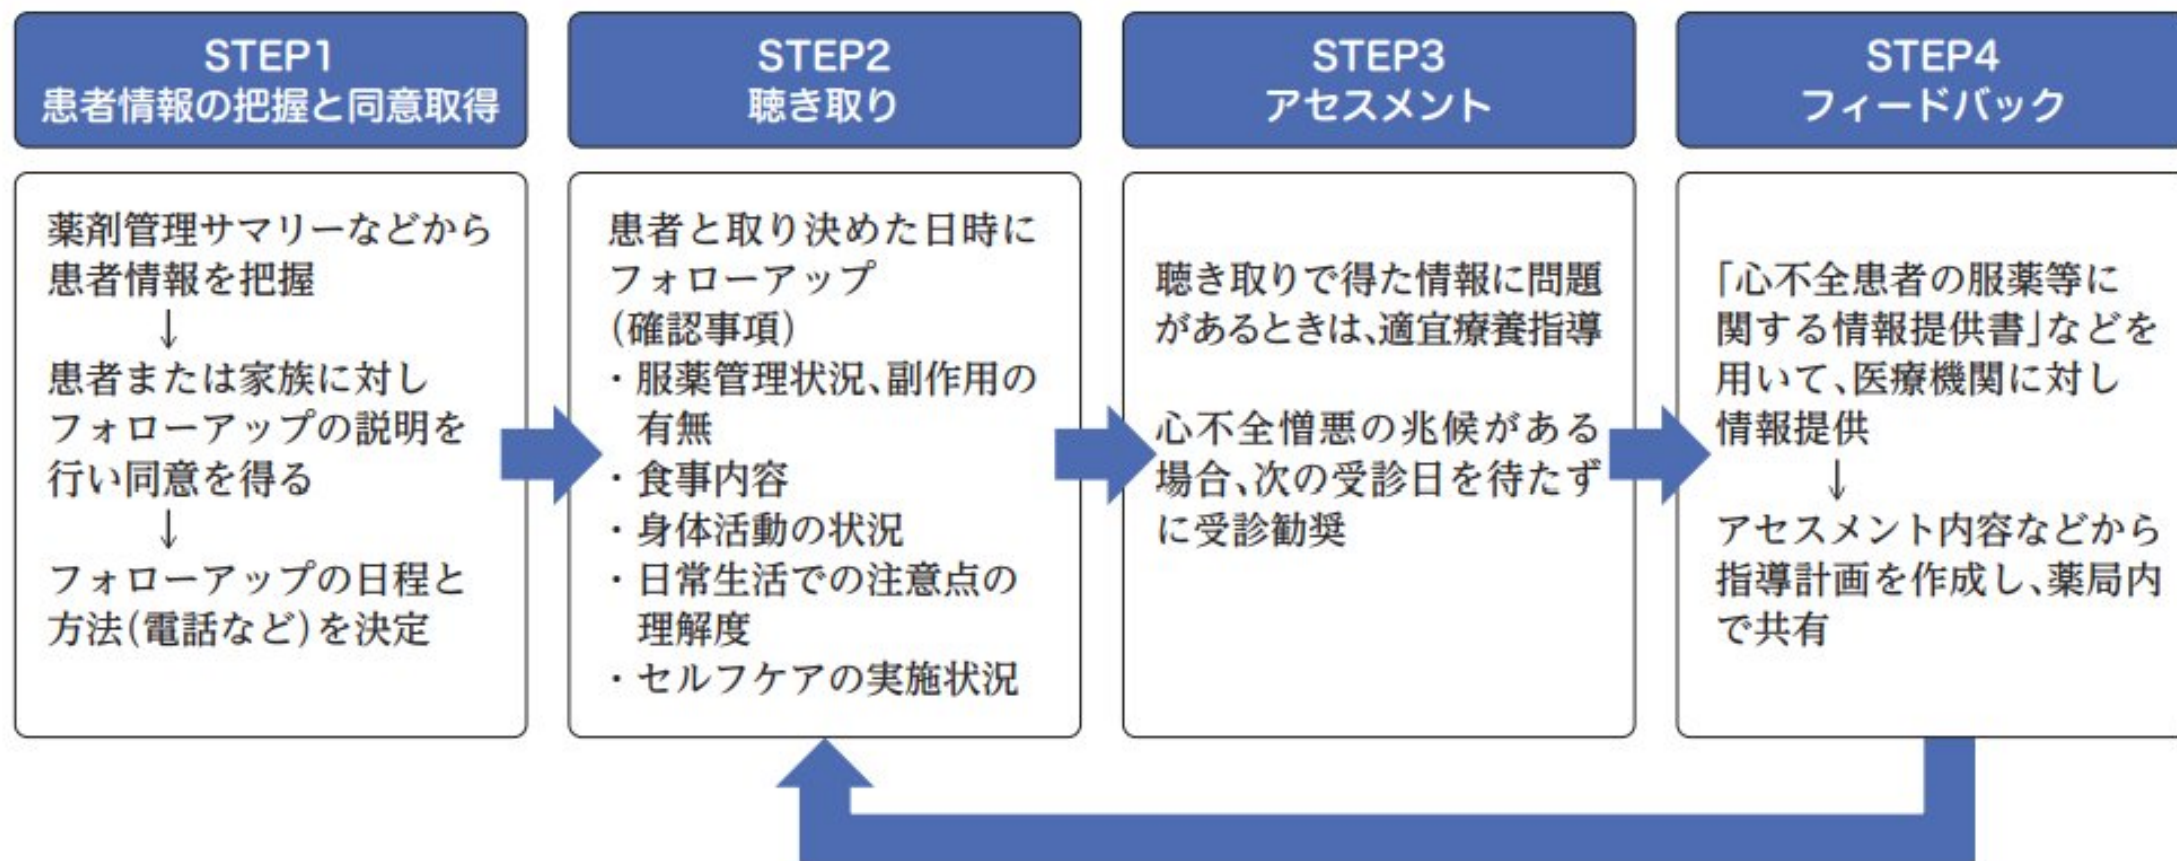 STEP1
患者情報の把握と同意取得
薬剤管理サマリーなどから
患者情報を把握
↓
患者または家族に対し
フォローアップの説明を
行い同意を得る
↓
フォローアップの日程と
方法(電話など)を決定
STEP2
聴き取り
患者と取り決めた日時に
フォローアップ
(確認事項)
・服薬管理状況、副作用の
有無
・食事内容
・身体活動の状況
・日常生活での注意点の
理解度
・セルフケアの実施状況
STEP3
アセスメント
聴き取りで得た情報に問題
があるときは、適宜療養指導
心不全憎悪の兆候がある
場合、次の受診日を待たず
に受診勧奨
STEP4
フィードバック
「心不全患者の服薬等に
関する情報提供書」などを
用いて、医療機関に対し
情報提供
↓
アセスメント内容などから
指導計画を作成し、薬局内
で共有